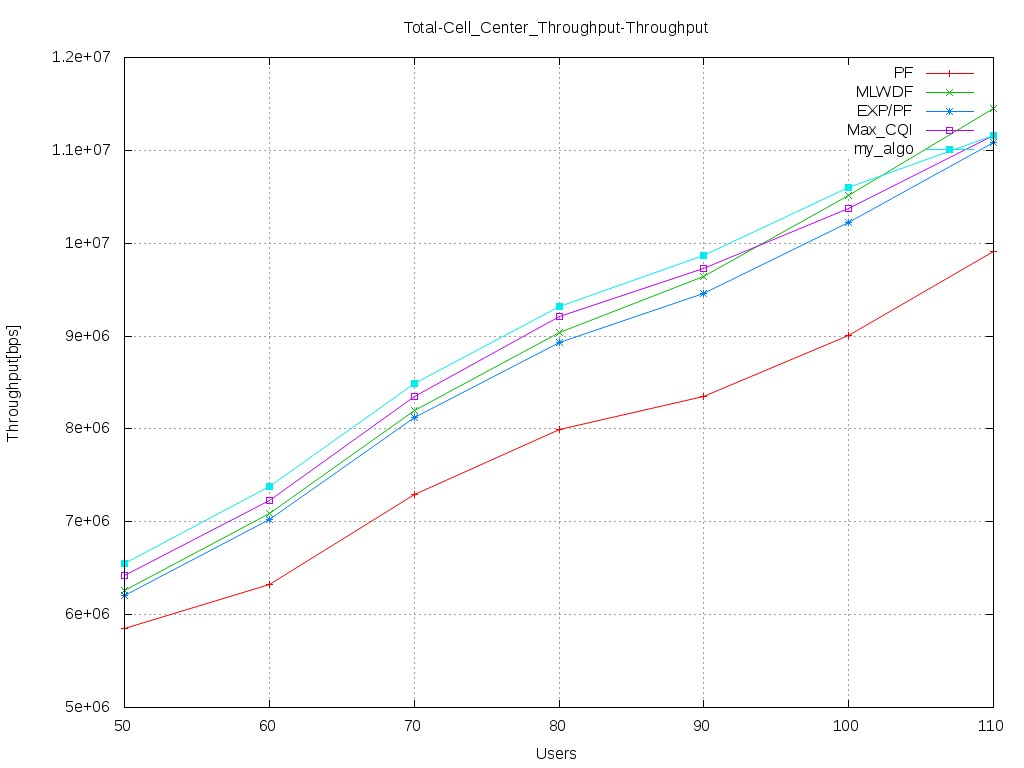 Total-Cell_Center_Throughput-Throughput
1.2e+07
1.1e+07
1e+07
9e+06
8e+06
7e+06
6e+06
5e+06
Throughput[bps]
PF
MLWDF
EXP/PF
Max_CQI
my_algo
50 60 70 80 90 100 110
Users